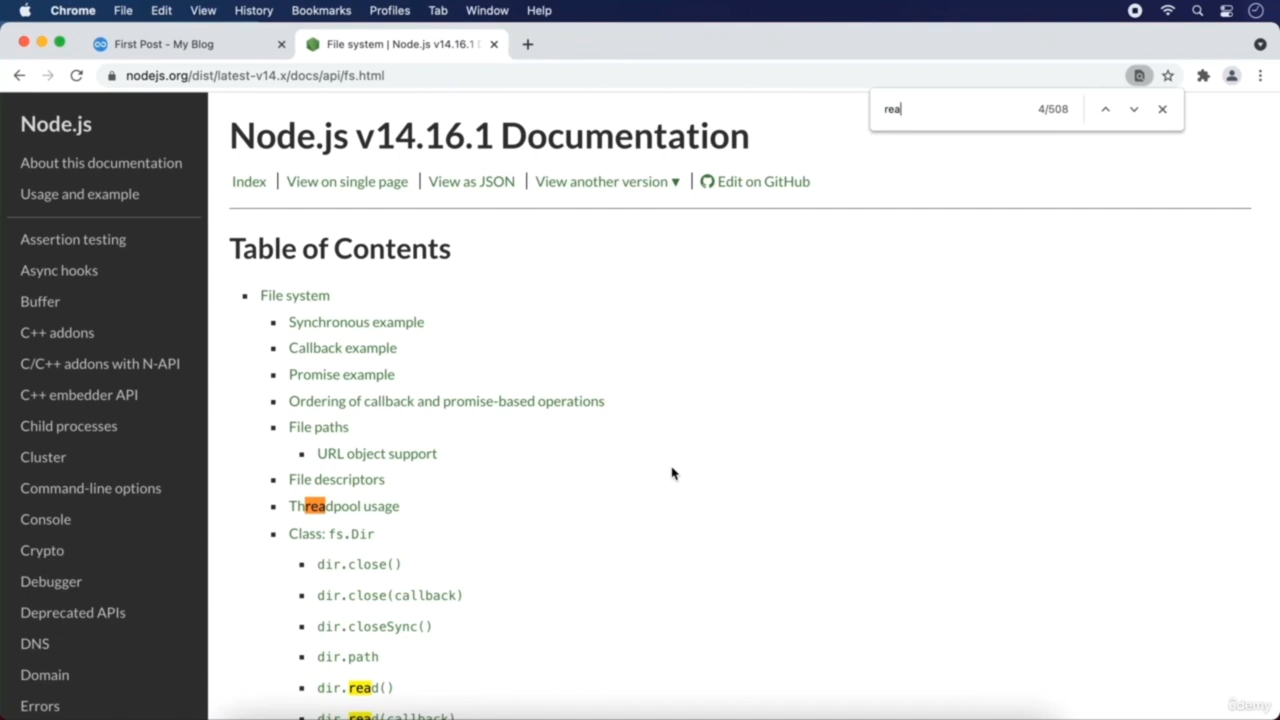 Chrome File Edit View History Bookmarks Profiles Tab Window Help
First Post - My Blog
File system | Node.js v14.16.1
nodejs.org/dist/latest-v14.x/docs/api/fs.html
rea 4/508
Node.js
About this documentation
Usage and example
Assertion testing
Async hooks
Buffer
C++ addons
C/C++ addons with N-API
C++ embedder API
Child processes
Cluster
Command-line options
Console
Crypto
Debugger
Deprecated APIs
DNS
Domain
Errors
Node.js v14.16.1 Documentation
Index | View on single page | View as JSON | View another version ▼ | Edit on GitHub
Table of Contents
File system
Synchronous example
Callback example
Promise example
Ordering of callback and promise-based operations
File paths
URL object support
File descriptors
Threadpool usage
Class: fs.Dir
dir.close()
dir.close(callback)
dir.closeSync()
dir.path
dir.read()
dir.read(callback)
ûdemy